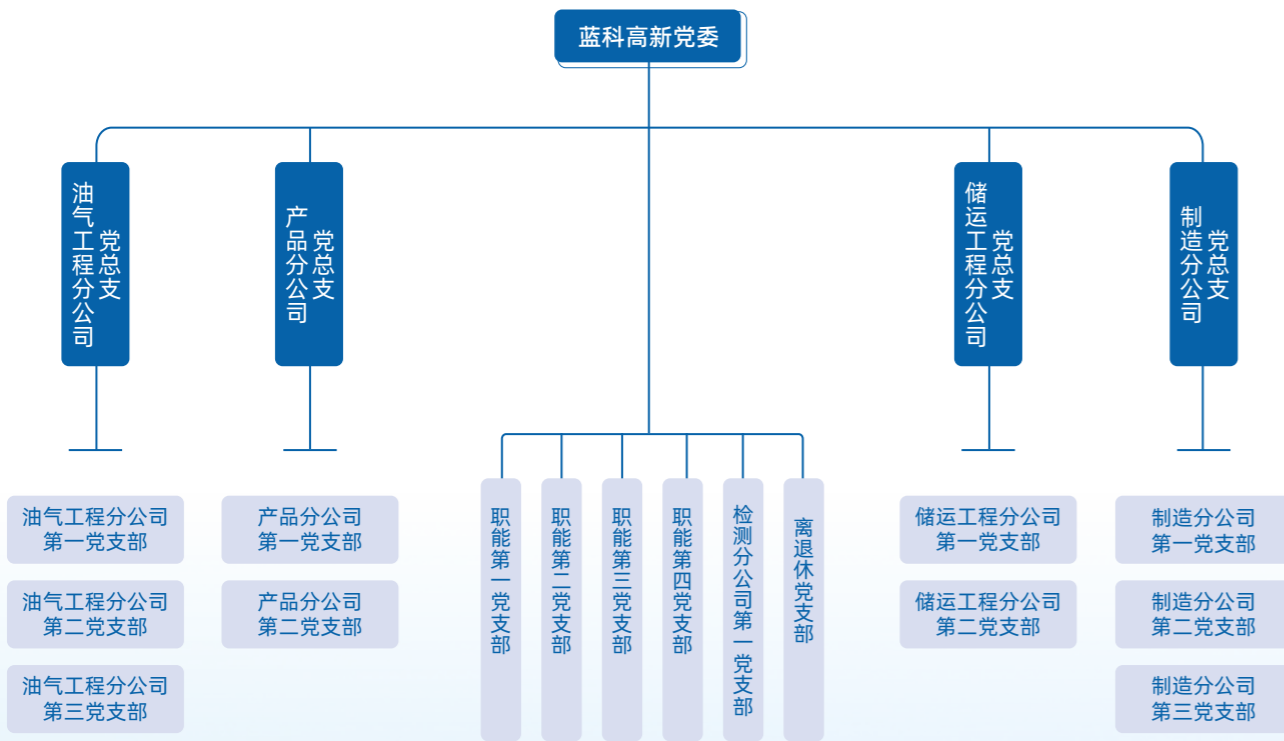 蓝科高新党委
油气工程分公司
党总支
产品分公司
党总支
储运工程分公司
党总支
制造分公司
党总支
油气工程分公司
第一党支部
油气工程分公司
第二党支部
油气工程分公司
第三党支部
产品分公司
第一党支部
产品分公司
第二党支部
职能第一党支部
职能第二党支部
职能第三党支部
职能第四党支部
检测分公司第一党支部
离退休党支部
储运工程分公司
第一党支部
储运工程分公司
第二党支部
制造分公司
第一党支部
制造分公司
第二党支部
制造分公司
第三党支部